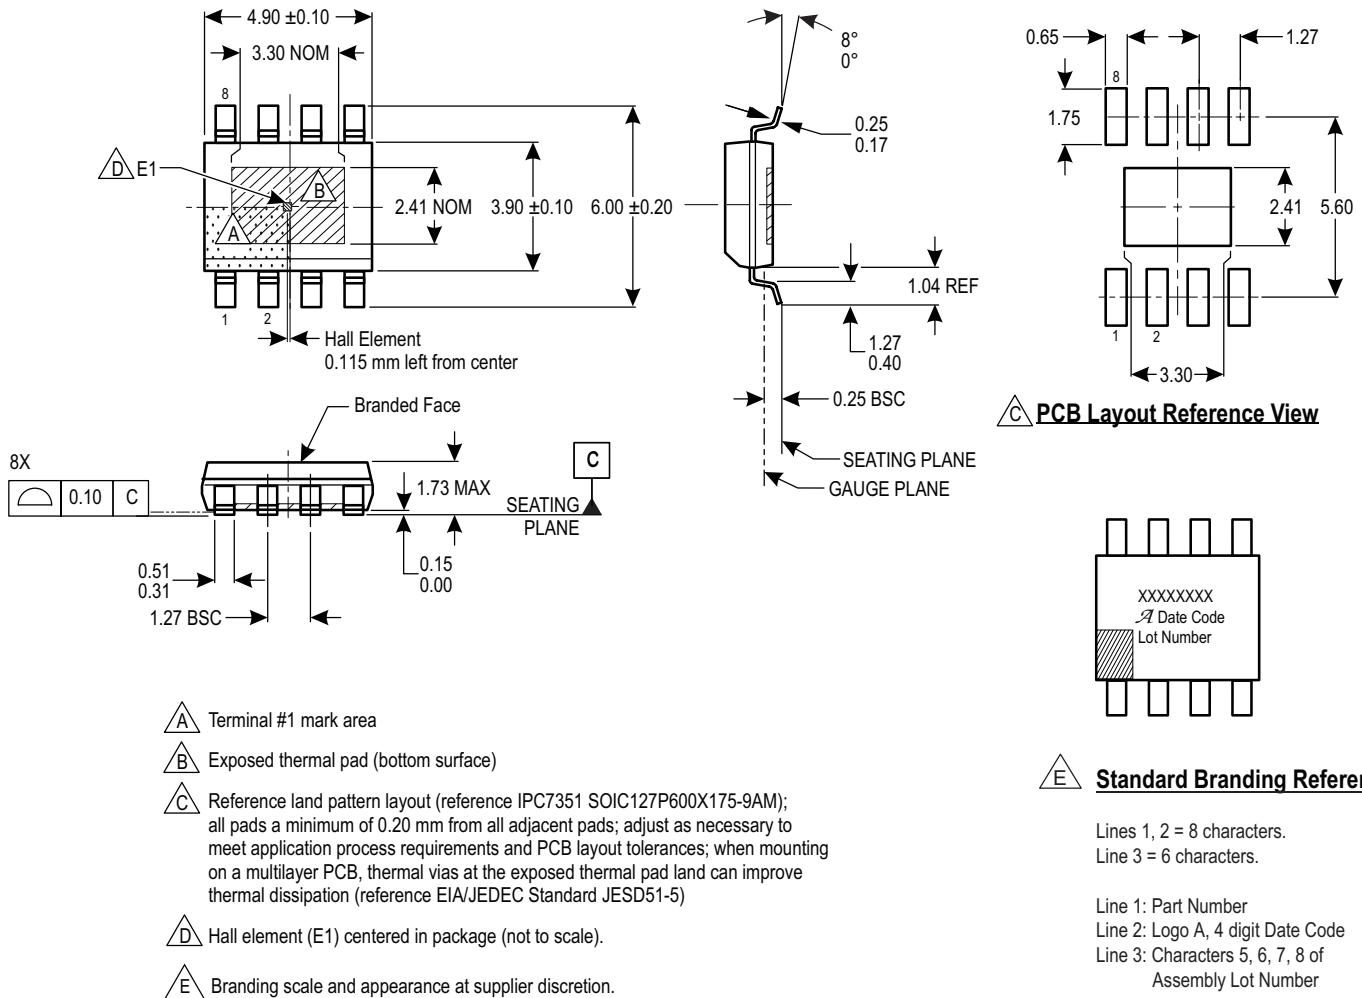 4.90 ±0.10
3.30 NOM
8
D E1
B
A
2.41 NOM
3.90 ±0.10
6.00 ±0.20
1
2
Hall Element
0.115 mm left from center
8°
0°
0.25
0.17
1.04 REF
1.27
0.40
0.25 BSC
SEATING PLANE
GAUGE PLANE
0.65
1.27
8
1.75
2.41
5.60
1
2
3.30
C PCB Layout Reference View
Branded Face
8X
0.10 C
1.73 MAX
C
SEATING
PLANE
0.15
0.00
0.51
0.31
1.27 BSC
XXXXXXXX
A Date Code
Lot Number
A Terminal #1 mark area
B Exposed thermal pad (bottom surface)
C Reference land pattern layout (reference IPC7351 SOIC127P600X175-9AM);
all pads a minimum of 0.20 mm from all adjacent pads; adjust as necessary to
meet application process requirements and PCB layout tolerances; when mounting
on a multilayer PCB, thermal vias at the exposed thermal pad land can improve
thermal dissipation (reference EIA/JEDEC Standard JESD51-5)
D Hall element (E1) centered in package (not to scale).
E Branding scale and appearance at supplier discretion.
E Standard Branding Refere
Lines 1, 2 = 8 characters.
Line 3 = 6 characters.
Line 1: Part Number
Line 2: Logo A, 4 digit Date Code
Line 3: Characters 5, 6, 7, 8 of
Assembly Lot Number